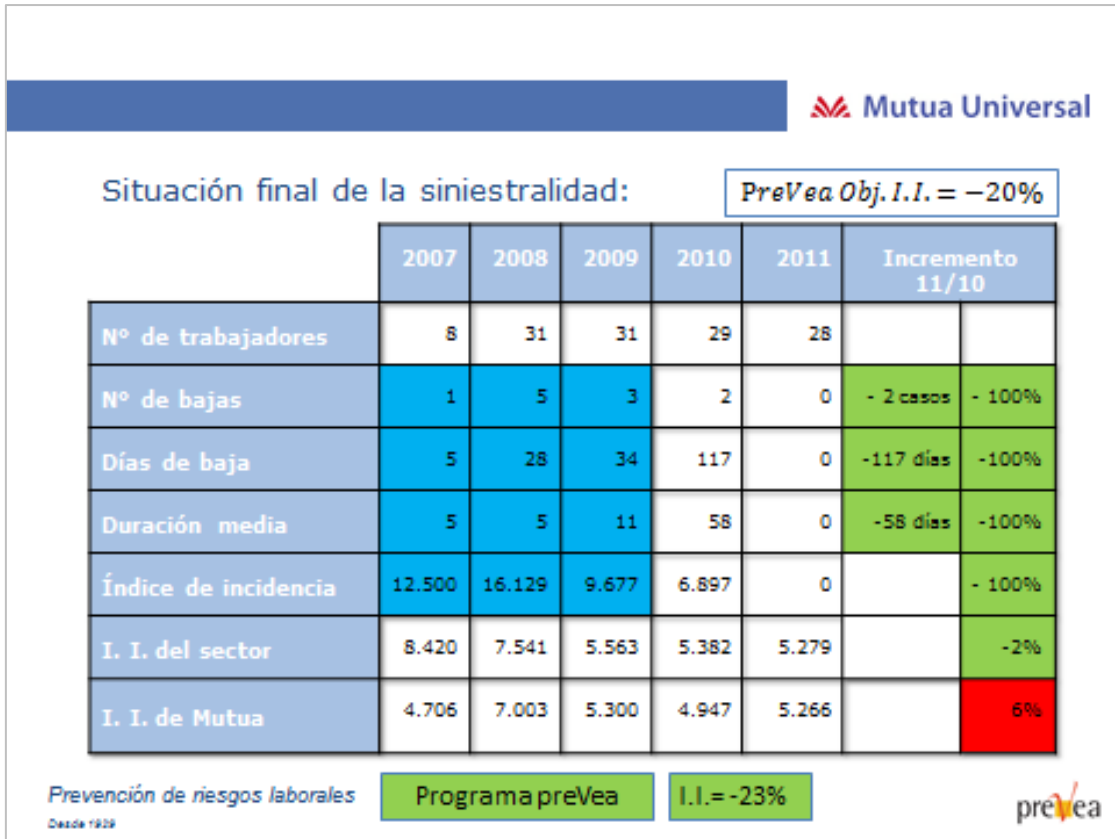 Mutua Universal
Situación final de la siniestralidad:
PreVea Obj. I.I. = −20%
2007 2008 2009 2010 2011 Incremento 11/10
Nº de trabajadores 8 31 31 29 28
Nº de bajas 1 5 3 2 0 - 2 casos - 100%
Días de baja 5 28 34 117 0 -117 días -100%
Duración media 5 5 11 58 0 -58 días -100%
Índice de incidencia 12.500 16.129 9.677 6.897 0 - 100%
I. I. del sector 8.420 7.541 5.563 5.382 5.279 -2%
I. I. de Mutua 4.706 7.003 5.300 4.947 5.266 6%
Prevención de riesgos laborales
Desde 1929
Programa preVea
I.I.= -23%
prevea